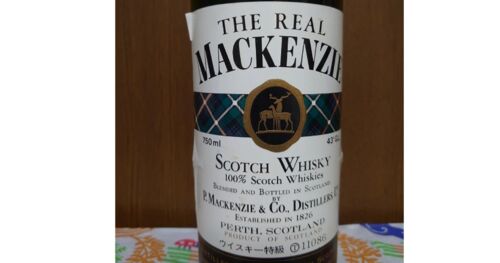 THE REAL
MACKENZIE
750ml 43°
SCOTCH WHISKY
100% Scotch Whiskies
BLENDED AND BOTTLED IN SCOTLAND
BY
P. MACKENZIE & CO., DISTILLERS
ESTABLISHED IN 1826
PERTH, SCOTLAND
PRODUCT OF SCOTLAND
ウイスキー特級 Ⓣ11086